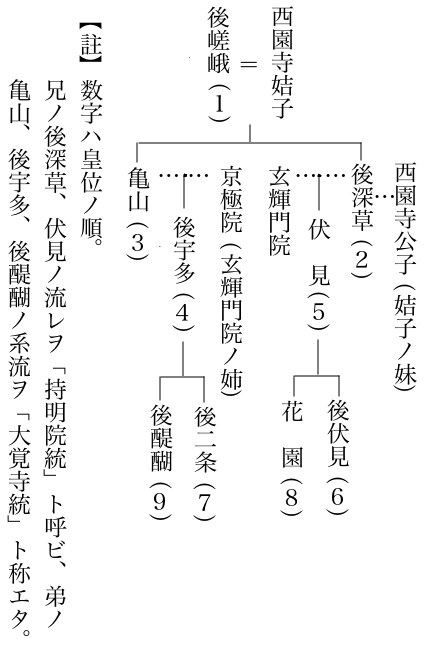 西園寺公子(姞子ノ妹)
西園寺姞子
後嵯峨(1)
後深草(2)
伏見(5)
玄輝門院
後伏見(6)
花園(8)
京極院(玄輝門院ノ姉)
亀山(3)
後宇多(4)
後二条(7)
後醍醐(9)
【註】数字ハ皇位ノ順。
兄ノ後深草、伏見ノ流レヲ「持明院統」ト呼ビ、弟ノ
亀山、後宇多、後醍醐ノ系流ヲ「大覚寺統」ト称エタ。